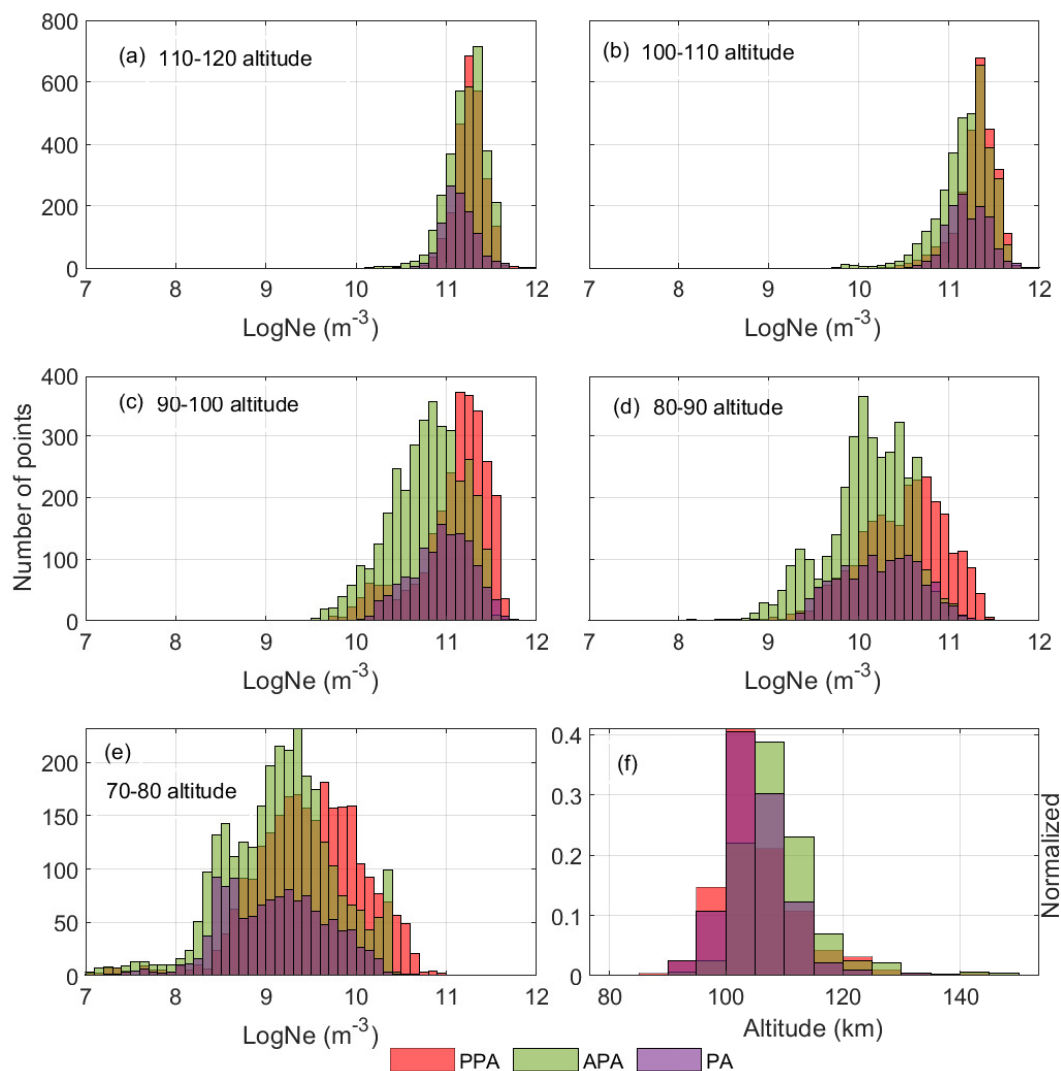 800
600
400
200
0
(a) 110-120 altitude
7 8 9 10 11 12
LogNe (m-3)
(b) 100-110 altitude
7 8 9 10 11 12
LogNe (m-3)
Number of points
400
300
200
100
0
(c) 90-100 altitude
7 8 9 10 11 12
LogNe (m-3)
(d) 80-90 altitude
7 8 9 10 11 12
LogNe (m-3)
200
150
100
50
0
(e)
70-80 altitude
7 8 9 10 11 12
LogNe (m-3)
0.4
0.3
0.2
0.1
0
(f)
Normalized
80 100 120 140
Altitude (km)
PPA APA PA